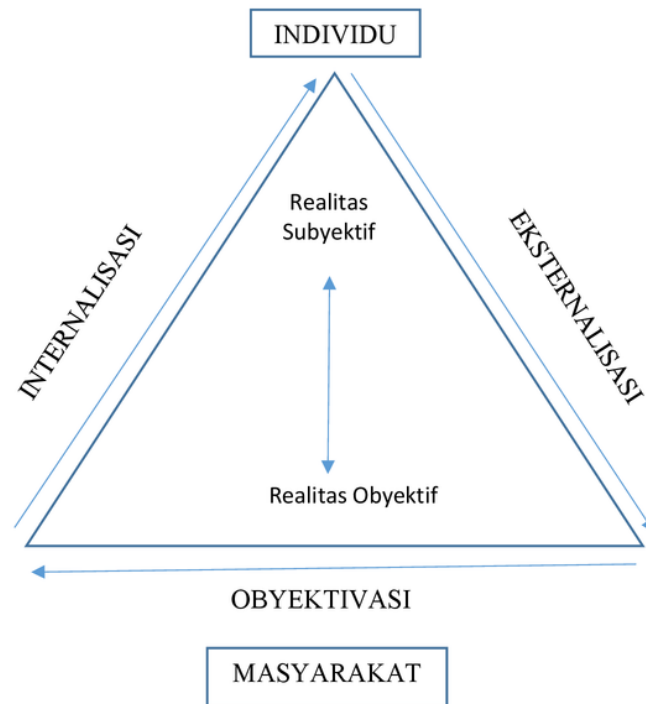 INDIVIDU
Realitas
Subyektif
INTERNALISASI
EKSTERNALISASI
Realitas Obyektif
OBYEKTIVASI
MASYARAKAT